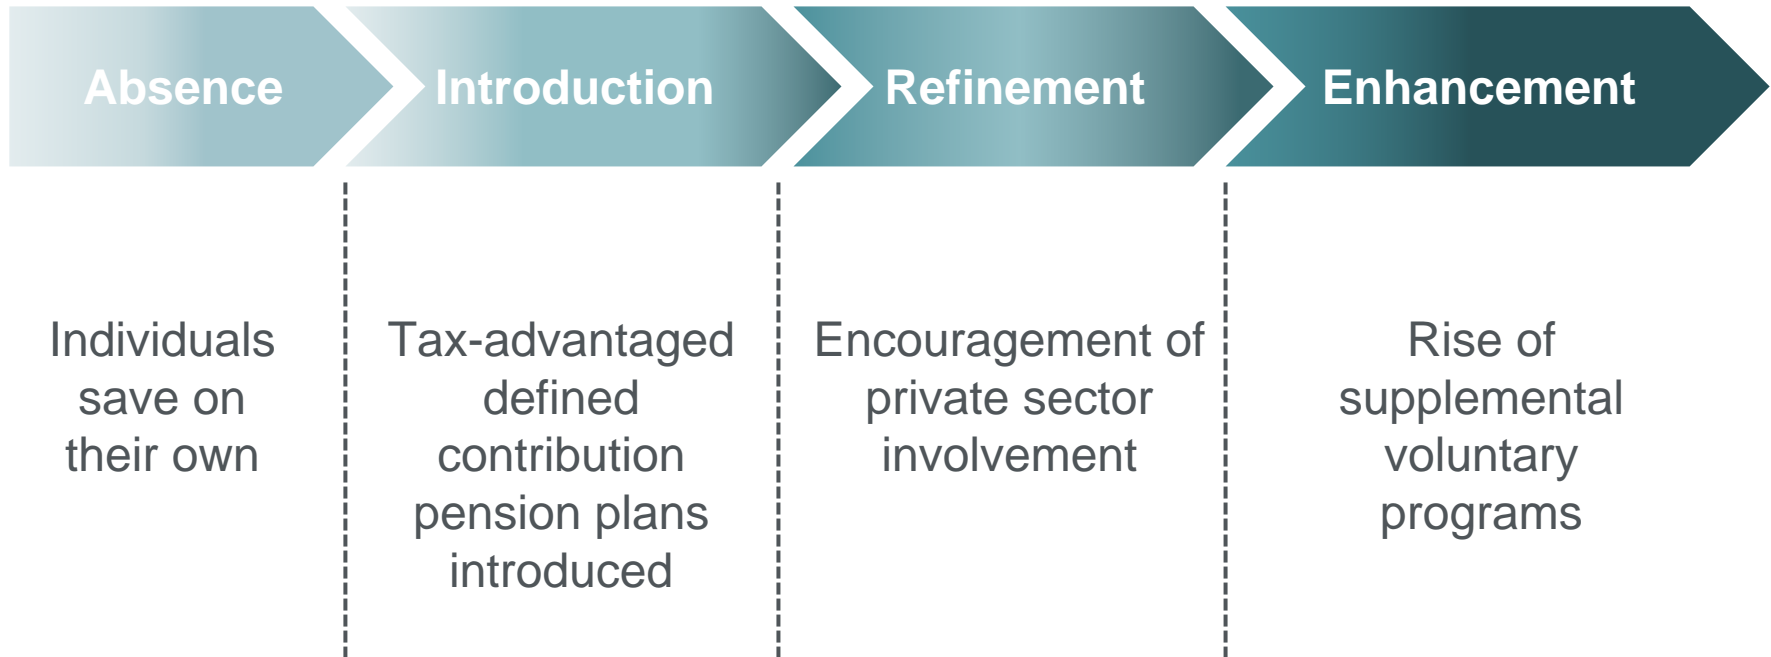 Absence
Introduction
Refinement
Enhancement
Individuals
save on
their own
Tax-advantaged
defined
contribution
pension plans
introduced
Encouragement of
private sector
involvement
Rise of
supplemental
voluntary
programs